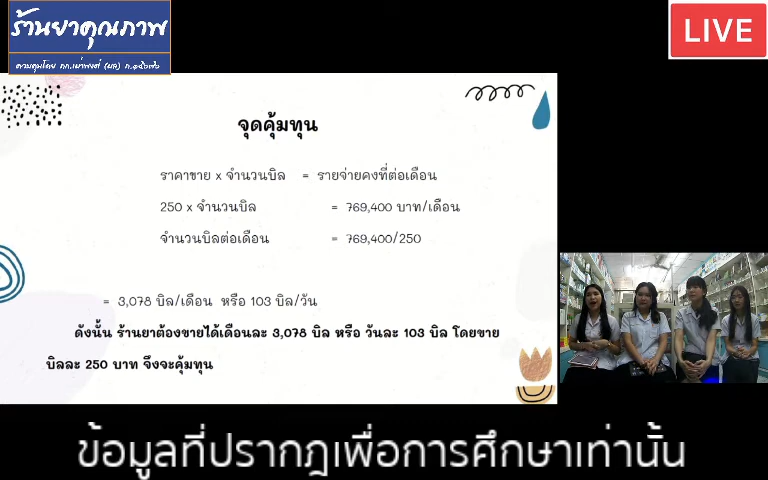 ร้านยาคุณภาพ
LIVE
จุดคุ้มทุน
ราคาขาย x จำนวนบิล = รายจ่ายคงที่ต่อเดือน
250 x จำนวนบิล = 769,400 บาท/เดือน
จำนวนบิลต่อเดือน = 769,400/250
= 3,078 บิล/เดือน หรือ 103 บิล/วัน
ดังนั้น ร้านยาต้องขายได้เดือนละ 3,078 บิล หรือ วันละ 103 บิล โดยขาย
บิลละ 250 บาท จึงจะคุ้มทุน
ข้อมูลที่ปรากฎเพื่อการศึกษาเท่านั้น